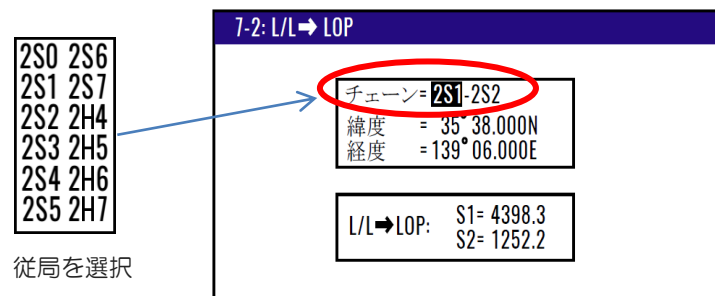 7-2: L/L➡ LOP
2S0 2S6
2S1 2S7
2S2 2H4
2S3 2H5
2S4 2H6
2S5 2H7
従局を選択
チェーン= 2S1-2S2
緯度 = 35° 38.000N
経度 = 139° 06.000E
L/L➡LOP: S1= 4398.3
S2= 1252.2